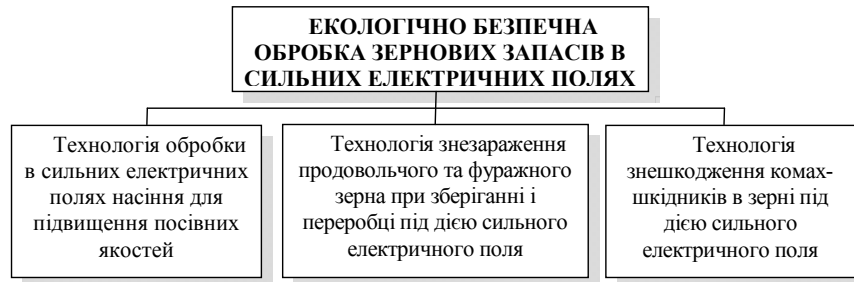 ЕКОЛОГІЧНО БЕЗПЕЧНА
ОБРОБКА ЗЕРНОВИХ ЗАПАСІВ В
СИЛЬНИХ ЕЛЕКТРИЧНИХ ПОЛЯХ
Технологія обробки
в сильних електричних
полях насіння для
підвищення посівних
якостей
Технологія знезараження
продовольчого та фуражного
зерна при зберіганні і
переробці під дією сильного
електричного поля
Технологія
знешкодження комах-
шкідників в зерні під
дією сильного
електричного поля